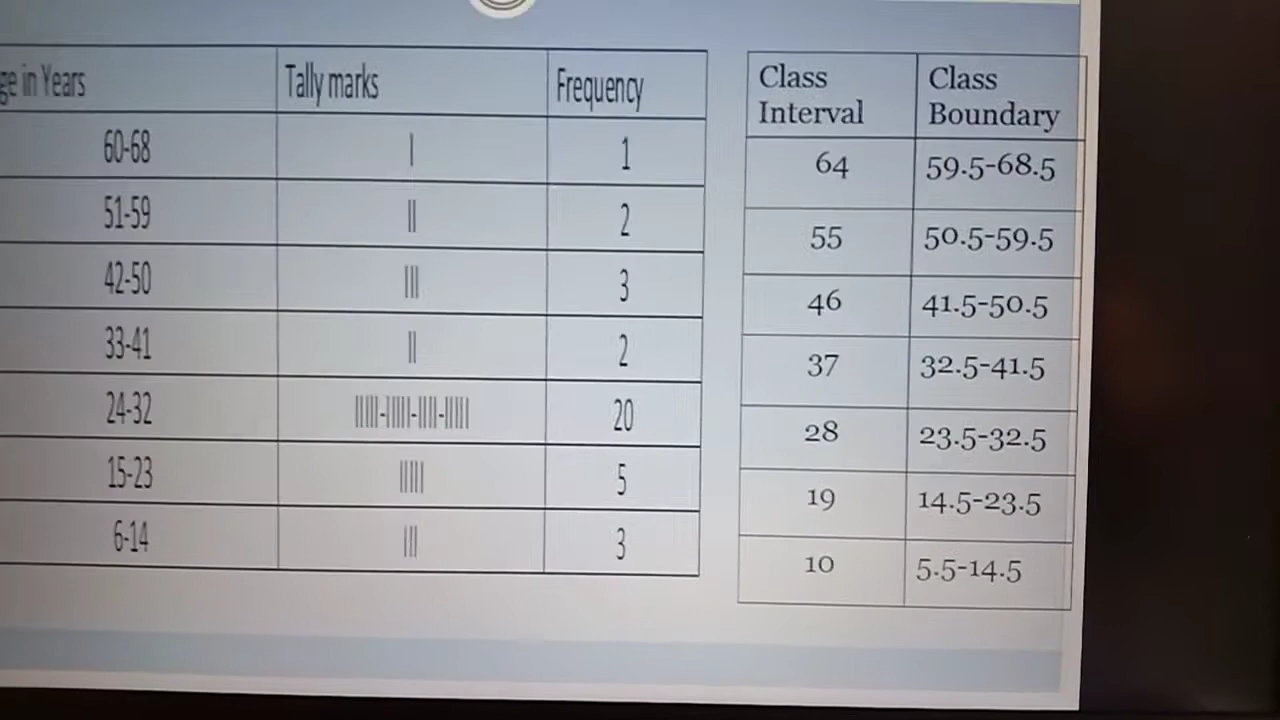 ge in Years Tally marks Frequency
60-68 | 1
51-59 || 2
42-50 ||| 3
33-41 || 2
24-32 |||||-|||||-||||-||||| 20
15-23 ||||| 5
6-14 ||| 3
Class Class
Interval Boundary
64 59.5-68.5
55 50.5-59.5
46 41.5-50.5
37 32.5-41.5
28 23.5-32.5
19 14.5-23.5
10 5.5-14.5